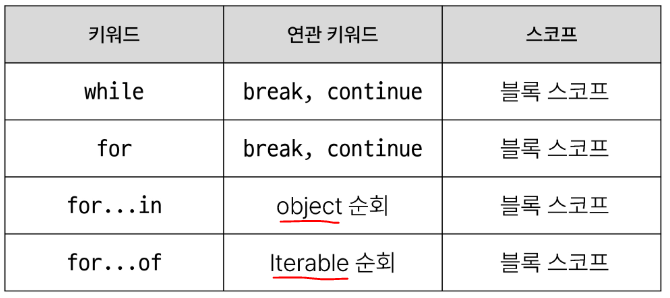 키워드 연관 키워드 스코프
while break, continue 블록 스코프
for break, continue 블록 스코프
for...in object 순회 블록 스코프
for...of Iterable 순회 블록 스코프